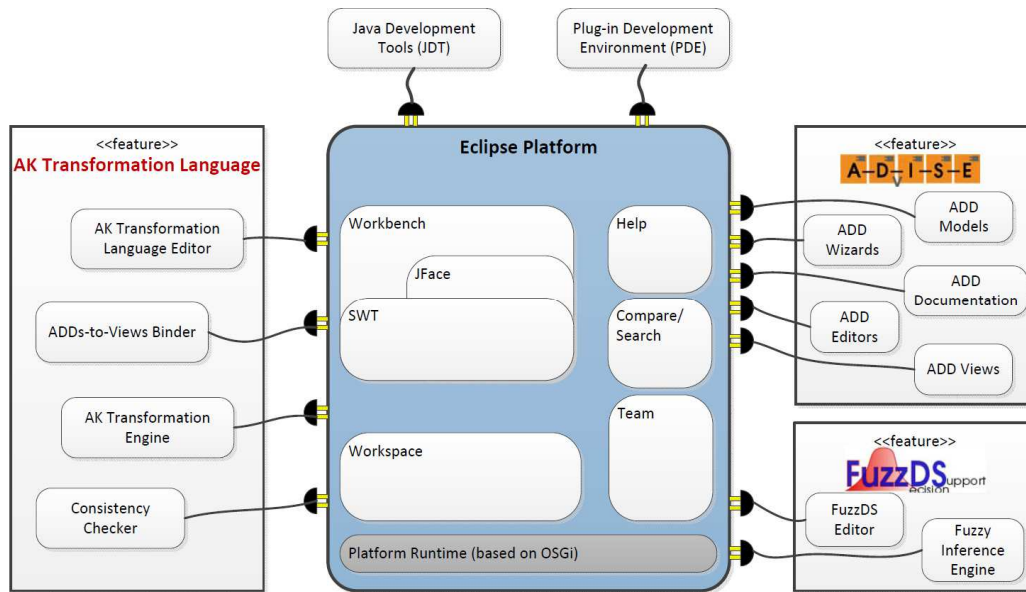 Java Development
Tools (JDT)
Plug-in Development
Environment (PDE)
<<feature>>
AK Transformation Language
AK Transformation
Language Editor
ADDs-to-Views Binder
AK Transformation
Engine
Consistency
Checker
Eclipse Platform
Workbench
JFace
SWT
Workspace
Help
Compare/
Search
Team
Platform Runtime (based on OSGi)
<<feature>>
A-D-I-S-E
v
ADD
Models
ADD
Wizards
ADD
Documentation
ADD
Editors
ADD Views
<<feature>>
FuzzDSupport
ecision
FuzzDS
Editor
Fuzzy
Inference
Engine